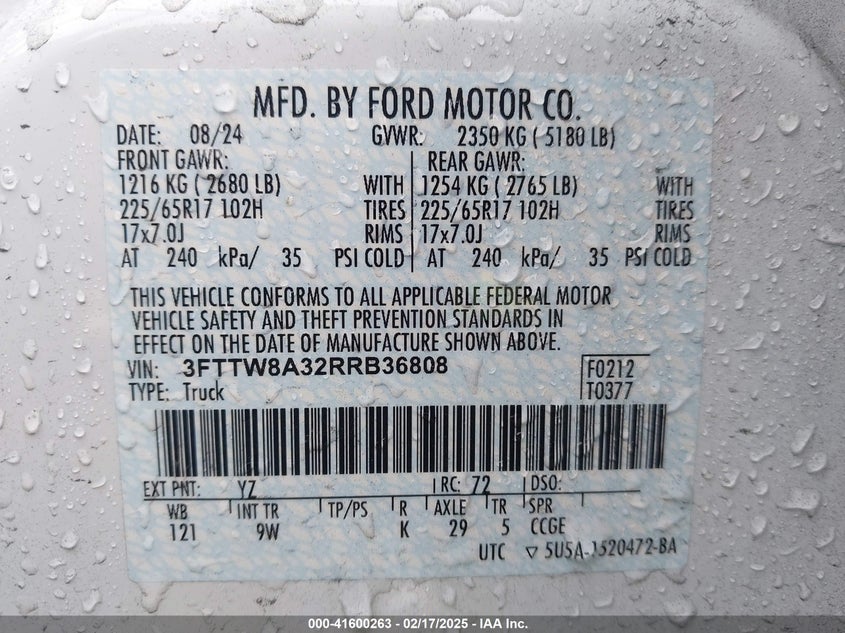 MFD. BY FORD MOTOR CO.
DATE: 08/24 GVWR: 2350 KG ( 5180 LB)
FRONT GAWR: REAR GAWR:
1216 KG ( 2680 LB) WITH 1254 KG ( 2765 LB) WITH
225/65R17 102H TIRES 225/65R17 102H TIRES
17x7.0J RIMS 17x7.0J RIMS
AT 240 kPa/ 35 PSI COLD AT 240 kPa/ 35 PSI COLD
THIS VEHICLE CONFORMS TO ALL APPLICABLE FEDERAL MOTOR
VEHICLE SAFETY AND THEFT PREVENTION STANDARDS IN
EFFECT ON THE DATE OF MANUFACTURE SHOWN ABOVE.
VIN: 3FTTW8A32RRB36808 F0212
TYPE: Truck T0377
EXT PNT: YZ RC: 72 DSO:
WB INT TR TP/PS R AXLE TR SPR
121 9W K 29 5 CCGE
UTC ▽ 5U5A-1520472-BA
000-41600263 - 02/17/2025 - IAA Inc.